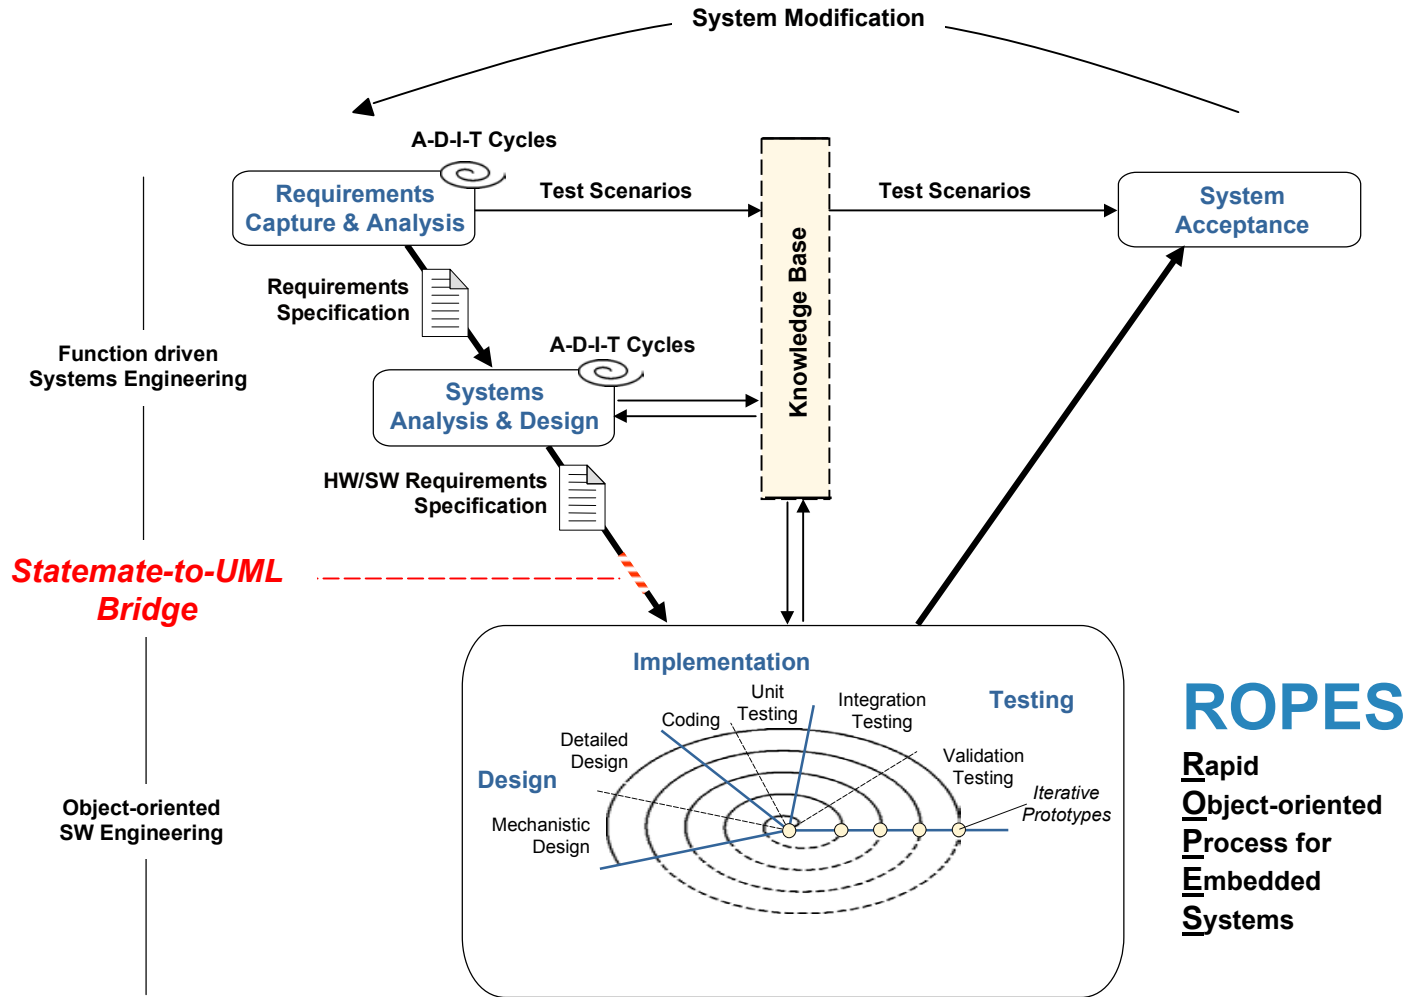 System Modification
A-D-I-T Cycles
Requirements
Capture & Analysis
Test Scenarios
Test Scenarios
System
Acceptance
Knowledge Base
Requirements
Specification
Function driven
Systems Engineering
A-D-I-T Cycles
Systems
Analysis & Design
HW/SW Requirements
Specification
Statemate-to-UML
Bridge
Implementation
Unit
Testing
Integration
Testing
Testing
Coding
Detailed
Design
Validation
Testing
Design
Iterative
Prototypes
Mechanistic
Design
Object-oriented
SW Engineering
ROPES
Rapid
Object-oriented
Process for
Embedded
Systems